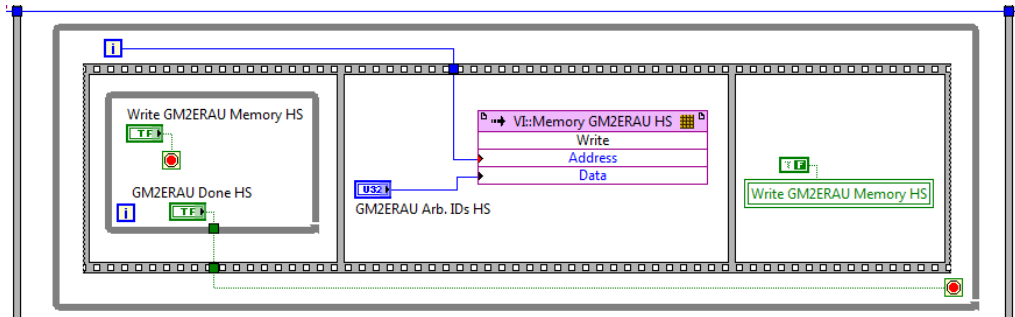 i
Write GM2ERAU Memory HS
TF
GM2ERAU Done HS
i
TF
VI::Memory GM2ERAU HS
Write
Address
Data
U32
GM2ERAU Arb. IDs HS
F
Write GM2ERAU Memory HS